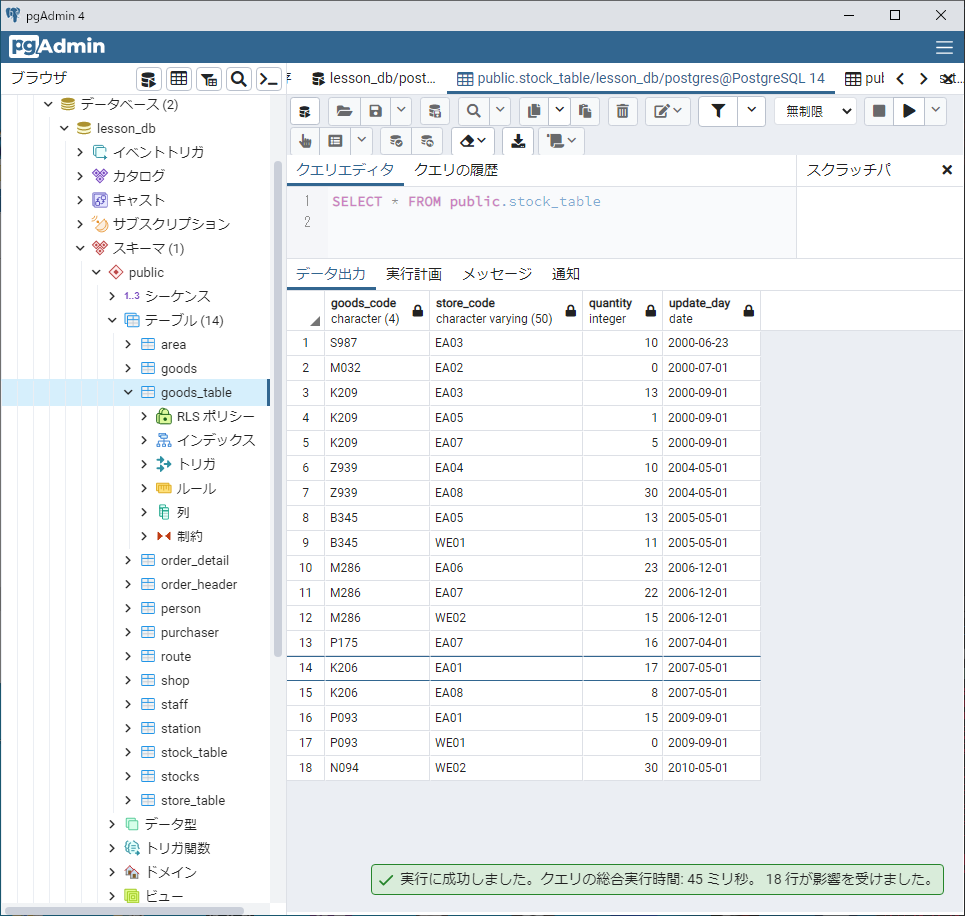 pgAdmin 4
pgAdmin
ブラウザ
lesson_db/post...
public.stock_table/lesson_db/postgres@PostgreSQL 14
pub
データベース (2)
lesson_db
イベントトリガ
カタログ
キャスト
サブスクリプション
スキーマ (1)
public
1..3 シーケンス
テーブル (14)
area
goods
goods_table
RLS ポリシー
インデックス
トリガ
ルール
列
制約
order_detail
order_header
person
purchaser
route
shop
staff
station
stock_table
stocks
store_table
データ型
トリガ関数
ドメイン
ビュー
無制限
クエリエディタ クエリの履歴
スクラッチパ
1 SELECT * FROM public.stock_table
2
データ出力 実行計画 メッセージ 通知
goods_code store_code quantity update_day
character (4) character varying (50) integer date
1 S987 EA03 10 2000-06-23
2 M032 EA02 0 2000-07-01
3 K209 EA03 13 2000-09-01
4 K209 EA05 1 2000-09-01
5 K209 EA07 5 2000-09-01
6 Z939 EA04 10 2004-05-01
7 Z939 EA08 30 2004-05-01
8 B345 EA05 13 2005-05-01
9 B345 WE01 11 2005-05-01
10 M286 EA06 23 2006-12-01
11 M286 EA07 22 2006-12-01
12 M286 WE02 15 2006-12-01
13 P175 EA07 16 2007-04-01
14 K206 EA01 17 2007-05-01
15 K206 EA08 8 2007-05-01
16 P093 EA01 15 2009-09-01
17 P093 WE01 0 2009-09-01
18 N094 WE02 30 2010-05-01
実行に成功しました。クエリの総合実行時間: 45 ミリ秒。 18 行が影響を受けました。